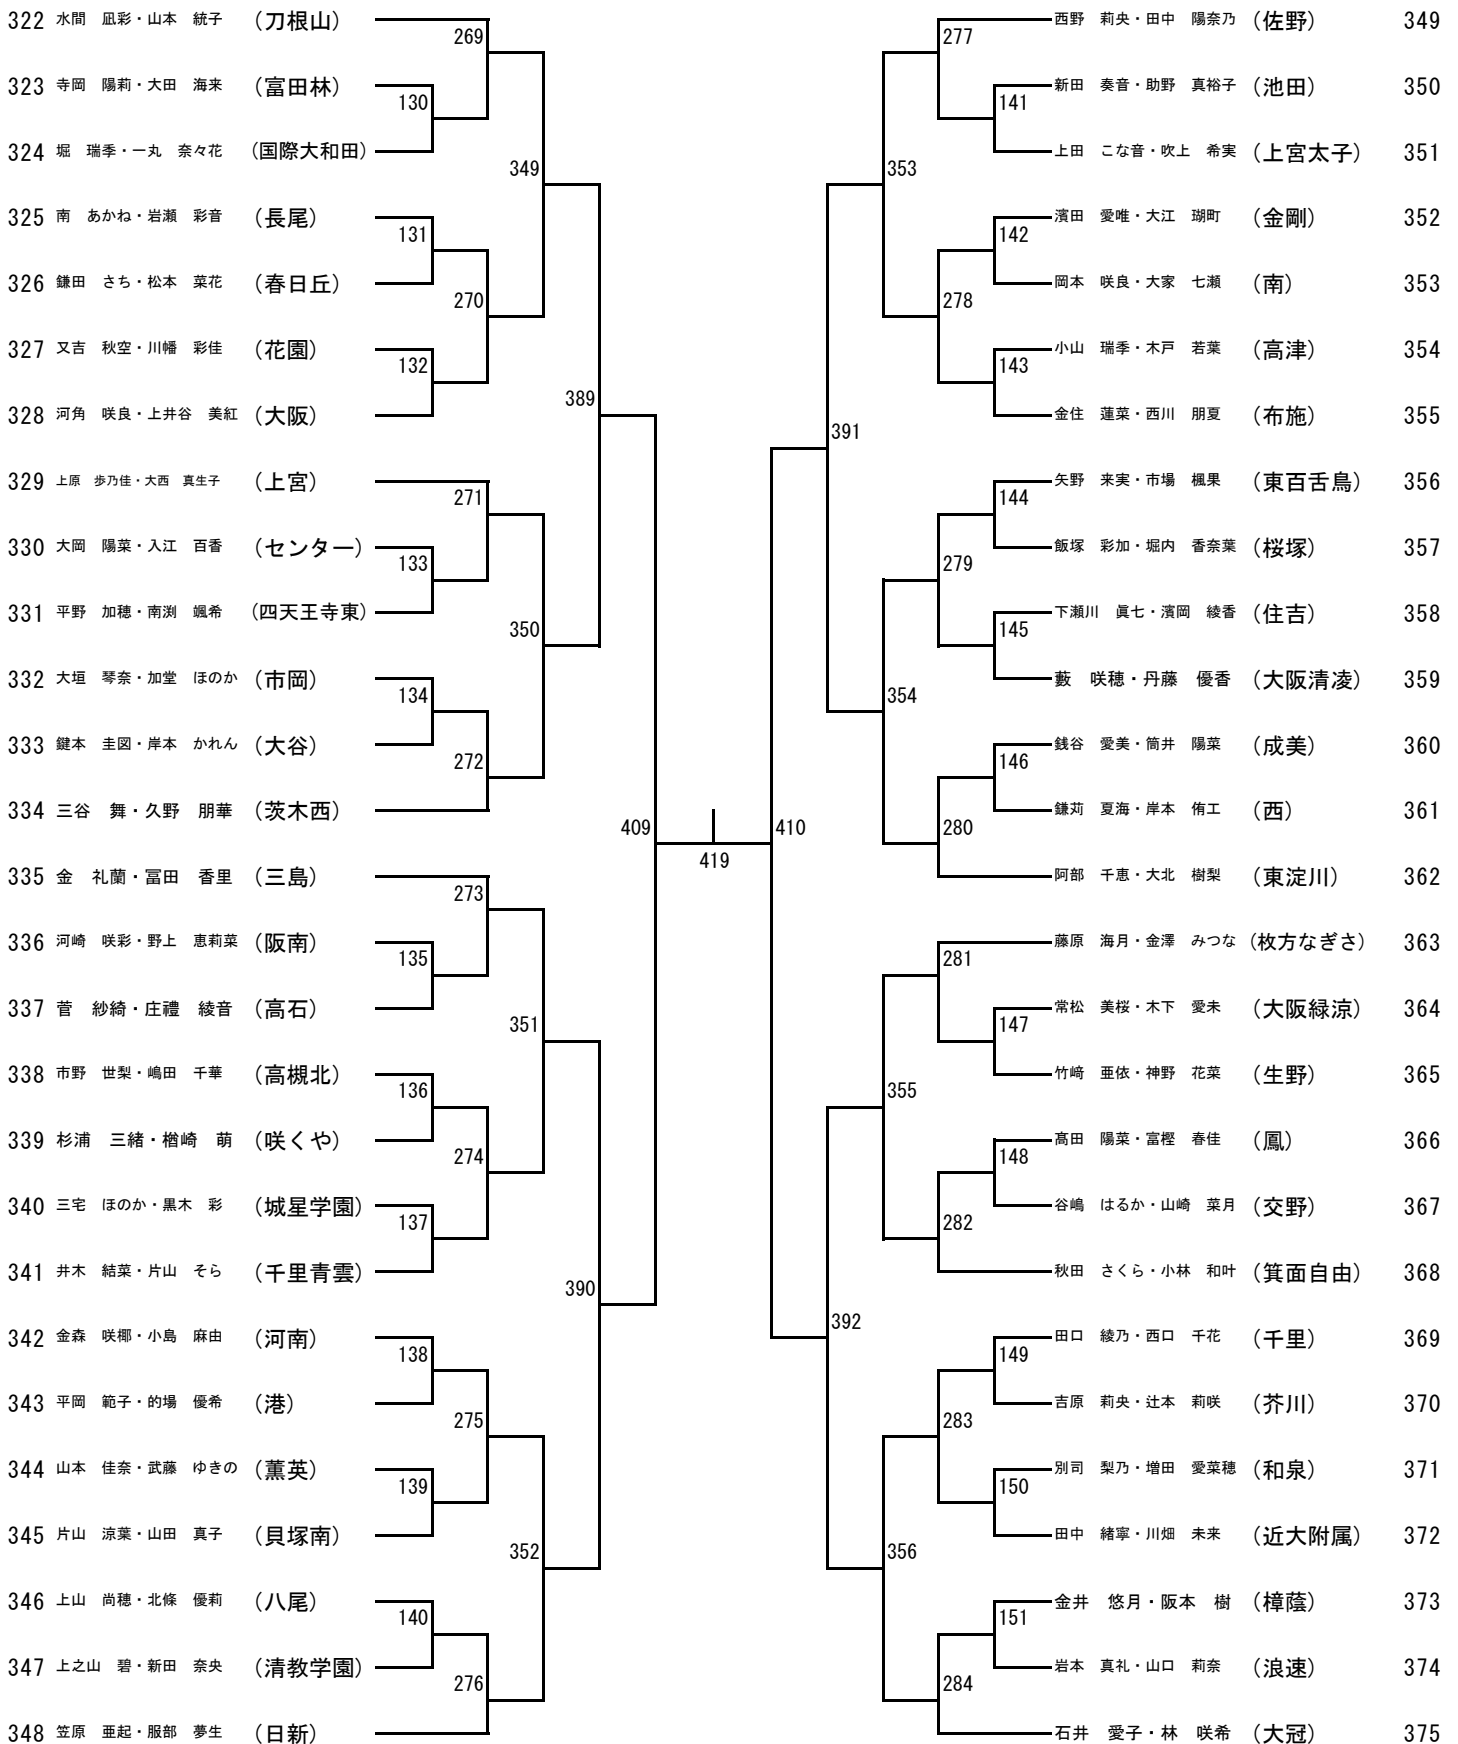 322 水間　凪彩・山本　統子 （刀根山）
323 寺岡　陽莉・大田　海来 （富田林）
324 堀　瑞季・一丸　奈々花 （国際大和田）
325 南　あかね・岩瀬　彩音 （長尾）
326 鎌田　さち・松本　菜花 （春日丘）
327 又吉　秋空・川幡　彩佳 （花園）
328 河角　咲良・上井谷　美紅 （大阪）
329 上原　歩乃佳・大西　真生子 （上宮）
330 大岡　陽菜・入江　百香 （センター）
331 平野　加穂・南渕　颯希 （四天王寺東）
332 大垣　琴奈・加堂　ほのか （市岡）
333 鍵本　圭図・岸本　かれん （大谷）
334 三谷　舞・久野　朋華 （茨木西）
335 金　礼蘭・冨田　香里 （三島）
336 河崎　咲彩・野上　恵莉菜 （阪南）
337 菅　紗綺・庄禮　綾音 （高石）
338 市野　世梨・嶋田　千華 （高槻北）
339 杉浦　三緒・楢崎　萌 （咲くや）
340 三宅　ほのか・黒木　彩 （城星学園）
341 井木　結菜・片山　そら （千里青雲）
342 金森　咲椰・小島　麻由 （河南）
343 平岡　範子・的場　優希 （港）
344 山本　佳奈・武藤　ゆきの （薫英）
345 片山　涼葉・山田　真子 （貝塚南）
346 上山　尚穂・北條　優莉 （八尾）
347 上之山　碧・新田　奈央 （清教学園）
348 笠原　亜起・服部　夢生 （日新）
130
131
132
133
134
135
136
137
138
139
140
269
270
271
272
273
274
275
276
349
350
351
352
389
390
409
419
410
391
392
353
354
355
356
277
278
279
280
281
282
283
284
141
142
143
144
145
146
147
148
149
150
151
西野　莉央・田中　陽奈乃 （佐野） 349
新田　奏音・助野　真裕子 （池田） 350
上田　こな音・吹上　希実 （上宮太子） 351
濱田　愛唯・大江　瑚町 （金剛） 352
岡本　咲良・大家　七瀬 （南） 353
小山　瑞季・木戸　若葉 （高津） 354
金住　蓮菜・西川　朋夏 （布施） 355
矢野　来実・市場　楓果 （東百舌鳥） 356
飯塚　彩加・堀内　香奈葉 （桜塚） 357
下瀬川　眞七・濱岡　綾香 （住吉） 358
藪　咲穂・丹藤　優香 （大阪清凌） 359
銭谷　愛美・筒井　陽菜 （成美） 360
鎌苅　夏海・岸本　侑工 （西） 361
阿部　千恵・大北　樹梨 （東淀川） 362
藤原　海月・金澤　みつな （枚方なぎさ） 363
常松　美桜・木下　愛未 （大阪緑涼） 364
竹﨑　亜依・神野　花菜 （生野） 365
髙田　陽菜・富樫　春佳 （鳳） 366
谷嶋　はるか・山崎　菜月 （交野） 367
秋田　さくら・小林　和叶 （箕面自由） 368
田口　綾乃・西口　千花 （千里） 369
吉原　莉央・辻本　莉咲 （芥川） 370
別司　梨乃・増田　愛菜穂 （和泉） 371
田中　緒寧・川畑　未来 （近大附属） 372
金井　悠月・阪本　樹 （樟蔭） 373
岩本　真礼・山口　莉奈 （浪速） 374
石井　愛子・林　咲希 （大冠） 375